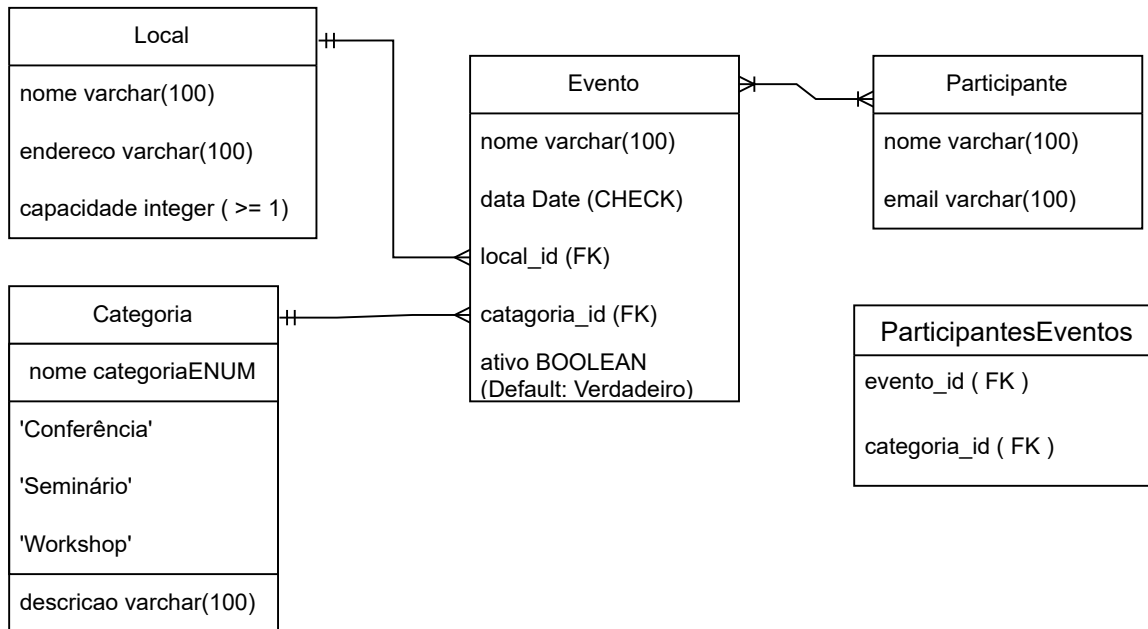 Local
nome varchar(100)
endereco varchar(100)
capacidade integer ( >= 1)
Evento
nome varchar(100)
data Date (CHECK)
local_id (FK)
catagoria_id (FK)
ativo BOOLEAN
(Default: Verdadeiro)
Participante
nome varchar(100)
email varchar(100)
Categoria
nome categoriaENUM
'Conferência'
'Seminário'
'Workshop'
descricao varchar(100)
ParticipantesEventos
evento_id ( FK )
categoria_id ( FK )